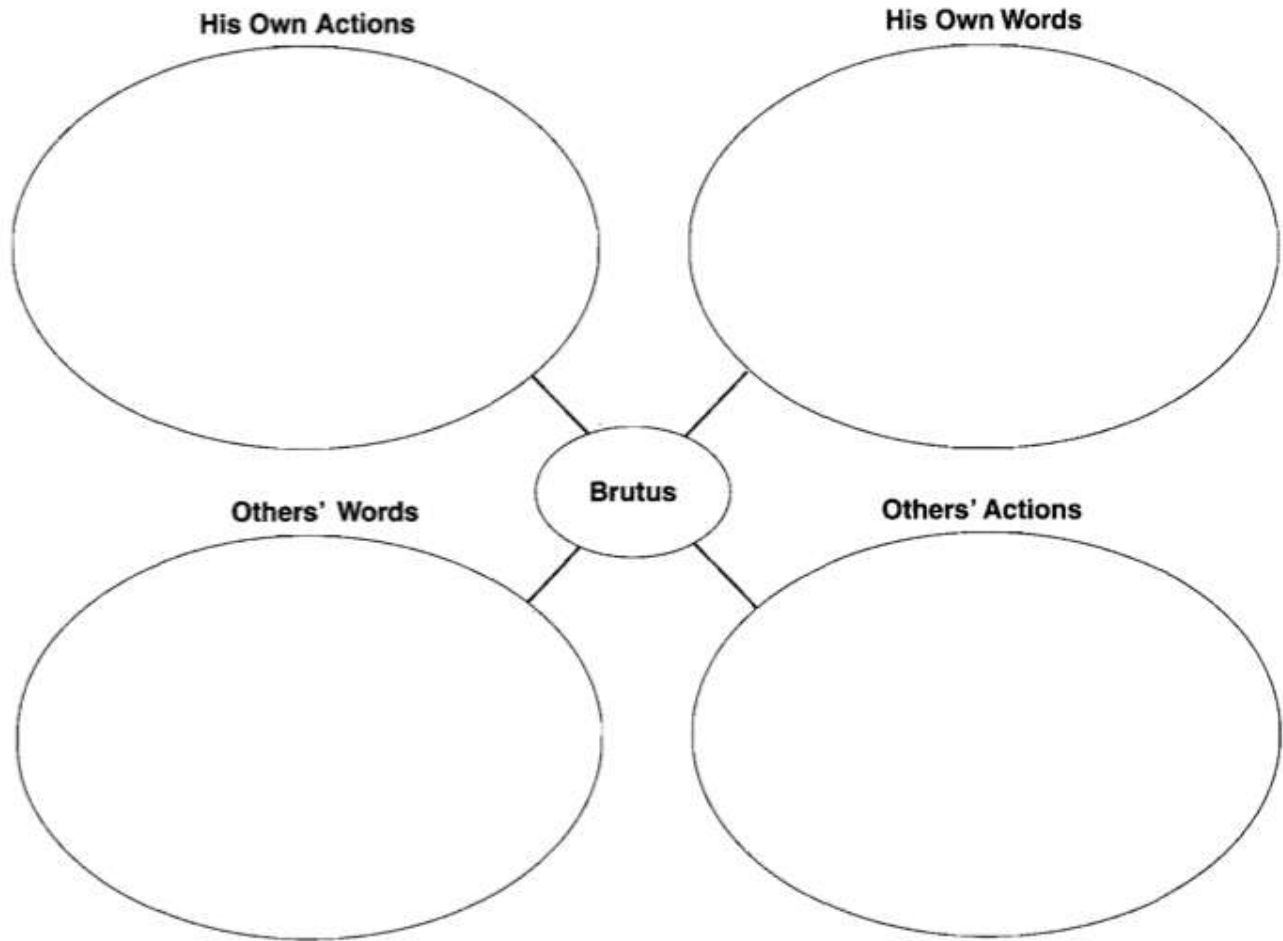 His Own Actions
His Own Words
Brutus
Others' Words
Others' Actions